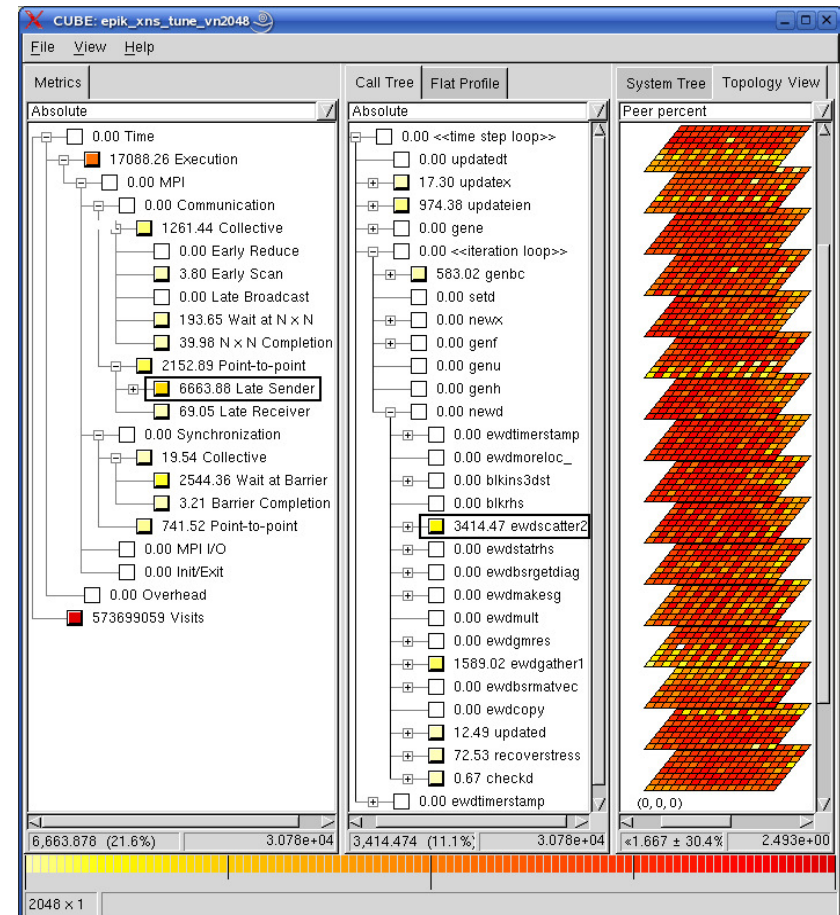 CUBE: epik_xns_tune_vn2048
File View Help
Metrics
Absolute
0.00 Time
17088.26 Execution
0.00 MPI
0.00 Communication
1261.44 Collective
0.00 Early Reduce
3.80 Early Scan
0.00 Late Broadcast
193.65 Wait at N x N
39.98 N x N Completion
2152.89 Point-to-point
6663.88 Late Sender
69.05 Late Receiver
0.00 Synchronization
19.54 Collective
2544.36 Wait at Barrier
3.21 Barrier Completion
741.52 Point-to-point
0.00 MPI I/O
0.00 Init/Exit
0.00 Overhead
573699059 Visits
6,663.878 (21.6%) 3.078e+04
Call Tree Flat Profile
Absolute
0.00 <<time step loop>>
0.00 updatedt
17.30 updatex
974.38 updateien
0.00 gene
0.00 <<iteration loop>>
583.02 genbc
0.00 setd
0.00 newx
0.00 genf
0.00 genu
0.00 genh
0.00 newd
0.00 ewdtimerstamp
0.00 ewdmoreloc_
0.00 blkins3dst
0.00 blkrhs
3414.47 ewdscatter2
0.00 ewdstatrhs
0.00 ewdbsrgetdiag
0.00 ewdmakesg
0.00 ewdmult
0.00 ewdgmres
1589.02 ewdgather1
0.00 ewdbsrmatvec
0.00 ewdcopy
12.49 updated
72.53 recoverstress
0.67 checkd
0.00 ewdtimerstamp
3,414.474 (11.1%) 3.078e+04
System Tree Topology View
Peer percent
(0, 0, 0)
«1.667 ± 30.4% 2.493e+00
2048 x 1